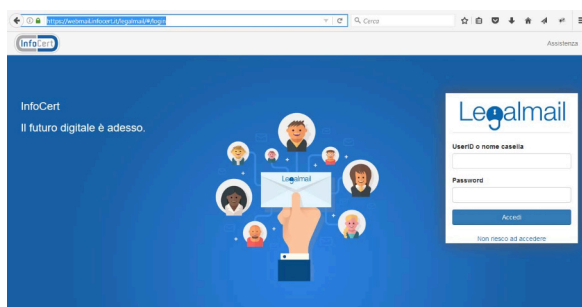 https://webmail.infocert.it/legalmail/#/login
Cerca
InfoCert
Assistenza
InfoCert
Il futuro digitale è adesso.
Legalmail
Legalmail
UserID o nome casella
Password
Accedi
Non riesco ad accedere